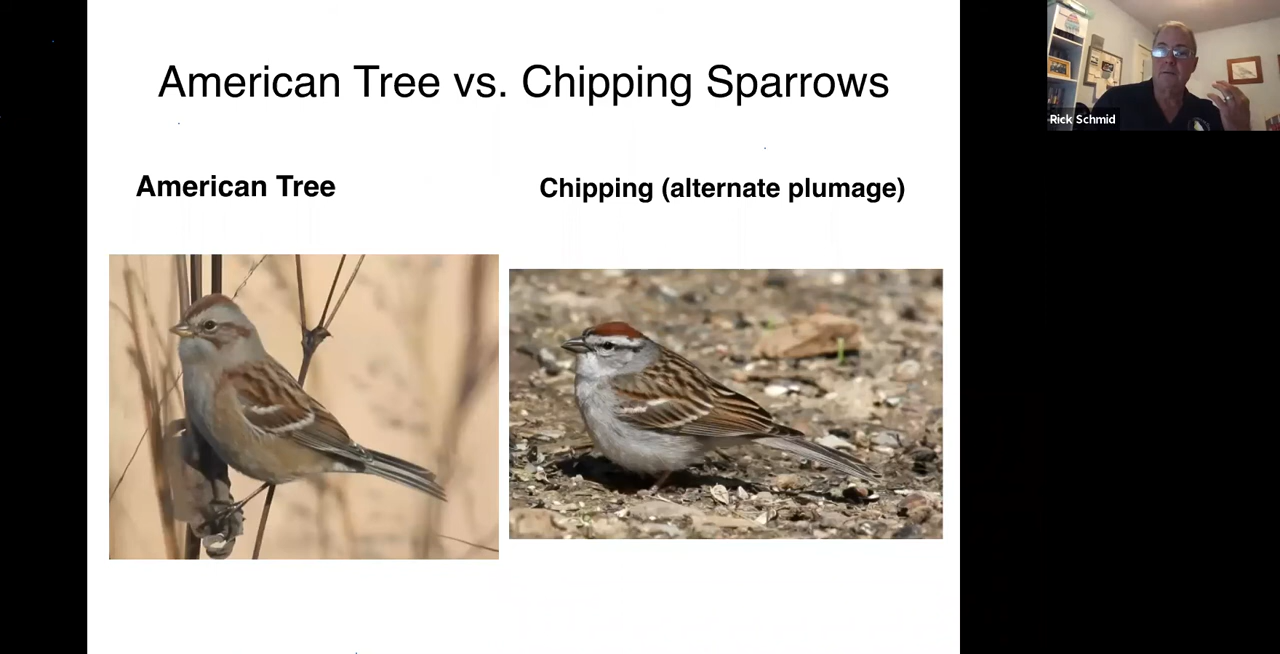 American Tree vs. Chipping Sparrows
American Tree
Chipping (alternate plumage)
Rick Schmid